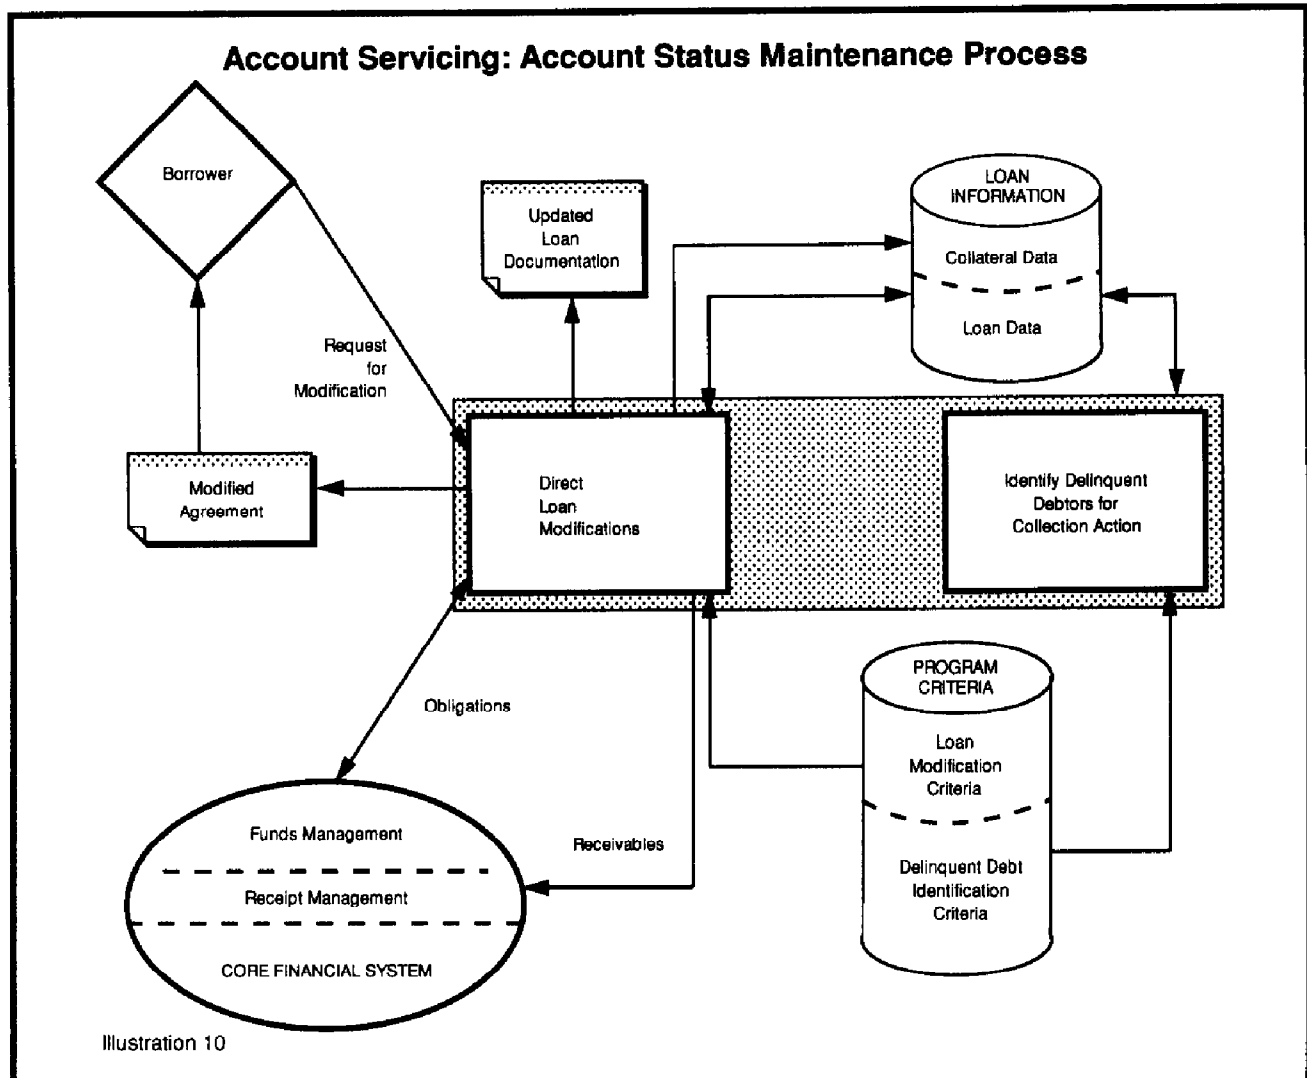 Account Servicing: Account Status Maintenance Process
Borrower
Updated
Loan
Documentation
LOAN
INFORMATION
Collateral Data
Loan Data
Request
for
Modification
Modified
Agreement
Direct
Loan
Modifications
Identify Delinquent
Debtors for
Collection Action
Obligations
PROGRAM
CRITERIA
Loan
Modification
Criteria
Delinquent Debt
Identification
Criteria
Funds Management
Receipt Management
CORE FINANCIAL SYSTEM
Receivables
Illustration 10